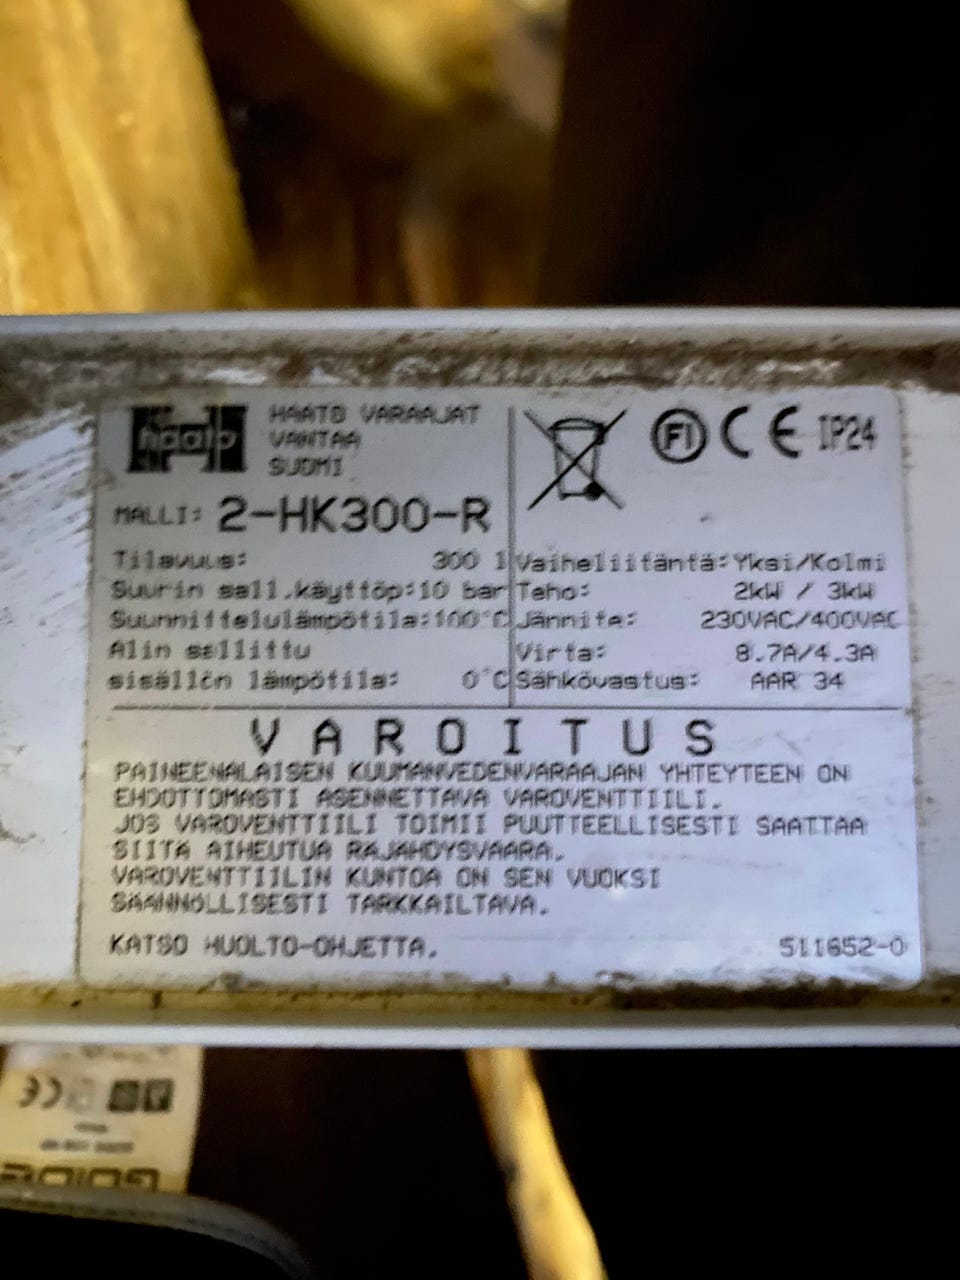 haato
HAATO VARAAJAT
VANTAA
SUOMI
MALLI: 2-HK300-R
Tilavuus: 300 l
Suurin sall.käyttöp:10 bar
Suunnittelulämpötila:100°C
Alin sallittu
sisällön lämpötila: 0°C
FI CE IP24
Vaiheliitäntä:Yksi/Kolmi
Teho: 2kW / 3kW
Jännite: 230VAC/400VAC
Virta: 8.7A/4.3A
Sähkövastus: AAR 34
VAROITUS
PAINEENALAISEN KUUMANVEDENVARAAJAN YHTEYTEEN ON
EHDOTTOMASTI ASENNETTAVA VAROVENTTIILI.
JOS VAROVENTTIILI TOIMII PUUTTEELLISESTI SAATTAA
SIITÄ AIHEUTUA RÄJÄHDYSVAARA.
VAROVENTTIILIN KUNTOA ON SEN VUOKSI
SÄÄNNÖLLISESTI TARKKAILTAVA.
KATSO HUOLTO-OHJETTA.
511652-0
CE